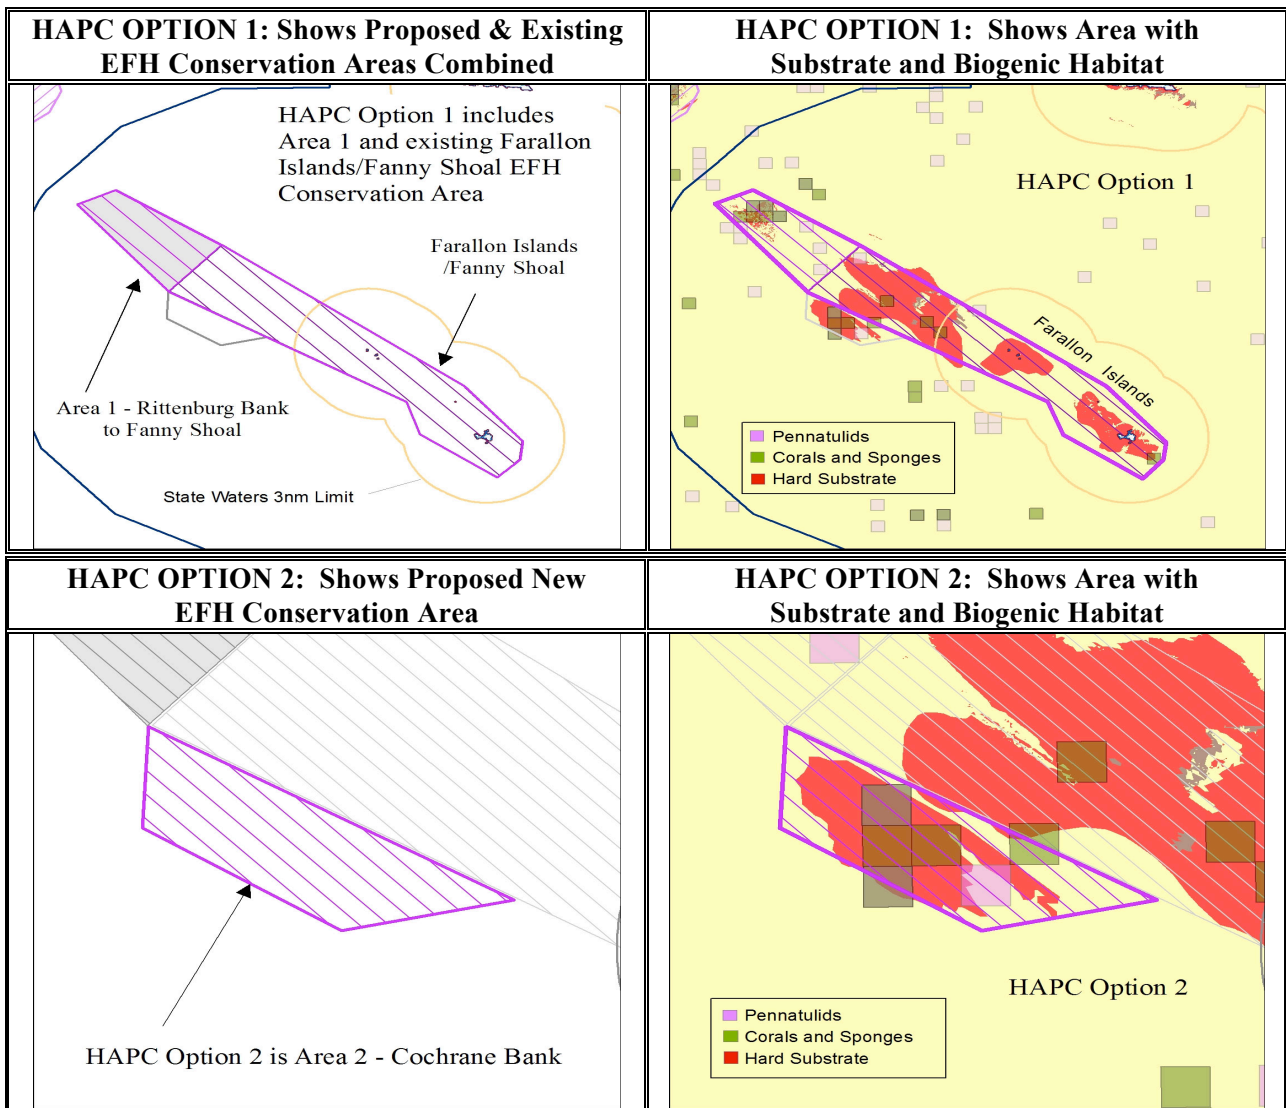 HAPC OPTION 1: Shows Proposed & Existing
EFH Conservation Areas Combined
HAPC OPTION 1: Shows Area with
Substrate and Biogenic Habitat
HAPC Option 1 includes
Area 1 and existing Farallon
Islands/Fanny Shoal EFH
Conservation Area
Farallon Islands
/Fanny Shoal
Area 1 - Rittenburg Bank
to Fanny Shoal
State Waters 3nm Limit
HAPC Option 1
Farallon Islands
Pennatulids
Corals and Sponges
Hard Substrate
HAPC OPTION 2: Shows Proposed New
EFH Conservation Area
HAPC OPTION 2: Shows Area with
Substrate and Biogenic Habitat
HAPC Option 2 is Area 2 - Cochrane Bank
HAPC Option 2
Pennatulids
Corals and Sponges
Hard Substrate